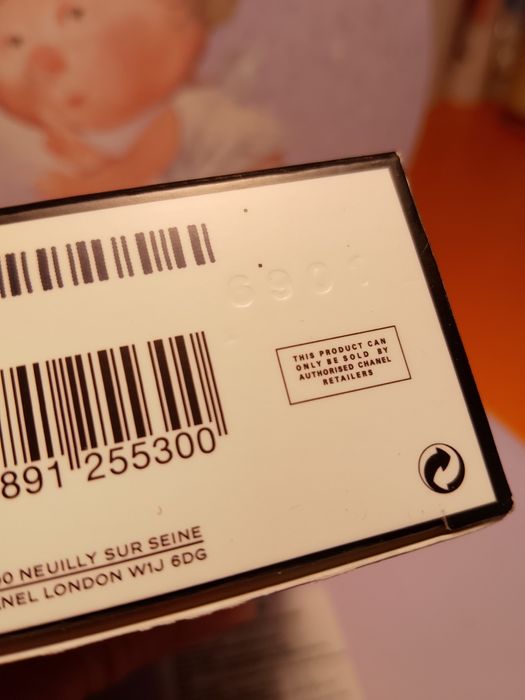 6901
THIS PRODUCT CAN
ONLY BE SOLD BY
AUTHORISED CHANEL
RETAILERS
891 255300
00 NEUILLY SUR SEINE
NEL LONDON W1J 6DG